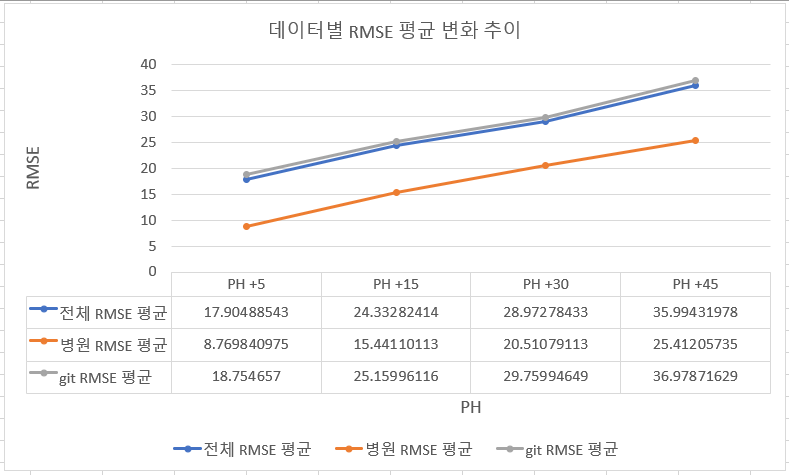 데이터별 RMSE 평균 변화 추이
40
35
30
25
20
15
10
5
0
RMSE
PH +5 PH +15 PH +30 PH +45
전체 RMSE 평균 17.90488543 24.33282414 28.97278433 35.99431978
병원 RMSE 평균 8.769840975 15.44110113 20.51079113 25.41205735
git RMSE 평균 18.754657 25.15996116 29.75994649 36.97871629
PH
전체 RMSE 평균 병원 RMSE 평균 git RMSE 평균